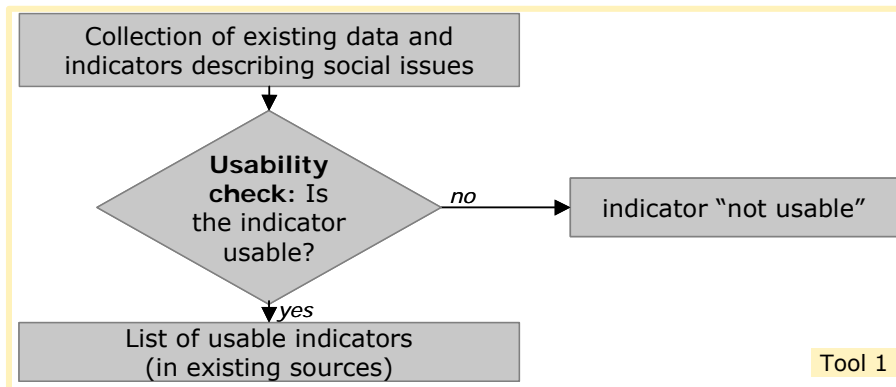 Collection of existing data and
indicators describing social issues
Usability
check: Is
the indicator
usable?
no
indicator “not usable”
yes
List of usable indicators
(in existing sources)
Tool 1